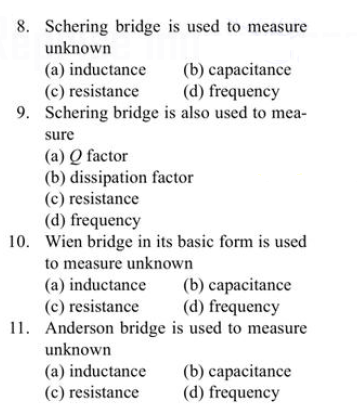 8. Schering bridge is used to measure
unknown
(a) inductance (b) capacitance
(c) resistance (d) frequency
9. Schering bridge is also used to mea-
sure
(a) Q factor
(b) dissipation factor
(c) resistance
(d) frequency
10. Wien bridge in its basic form is used
to measure unknown
(a) inductance (b) capacitance
(c) resistance (d) frequency
11. Anderson bridge is used to measure
unknown
(a) inductance (b) capacitance
(c) resistance (d) frequency